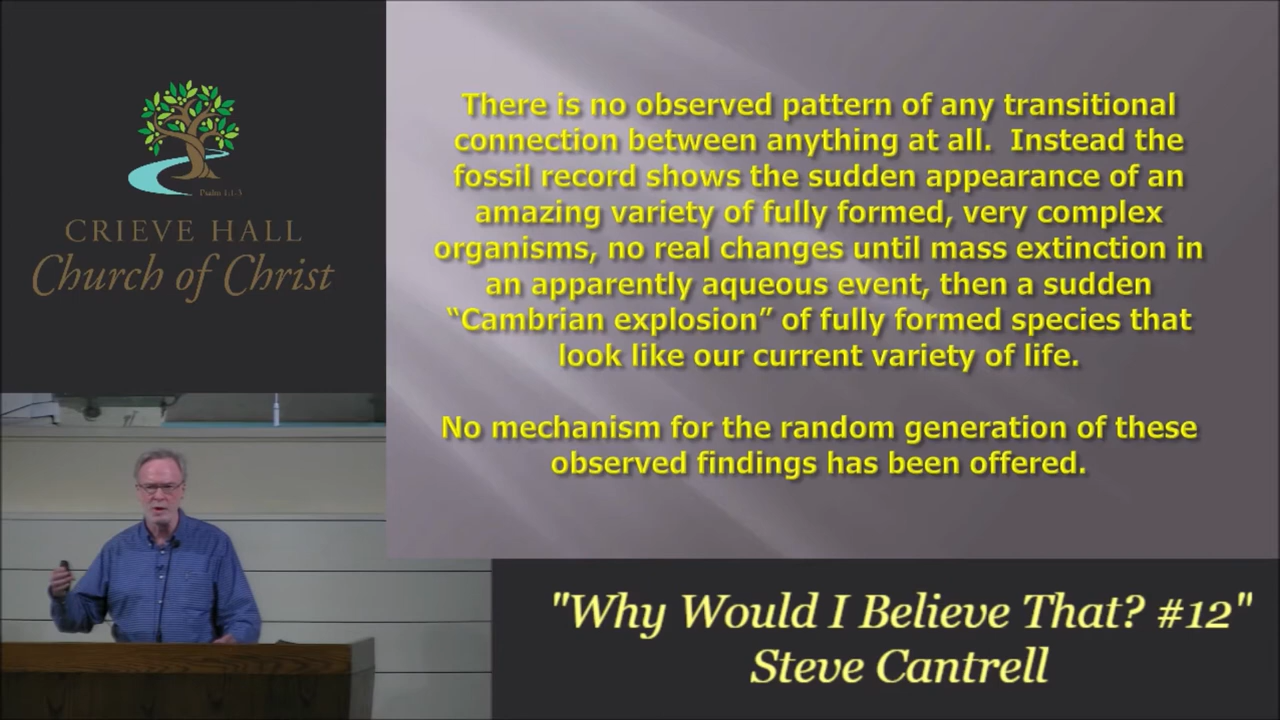 Psalm 1:1-3
CRIEVE HALL
Church of Christ
There is no observed pattern of any transitional
connection between anything at all. Instead the
fossil record shows the sudden appearance of an
amazing variety of fully formed, very complex
organisms, no real changes until mass extinction in
an apparently aqueous event, then a sudden
“Cambrian explosion” of fully formed species that
look like our current variety of life.
No mechanism for the random generation of these
observed findings has been offered.
"Why Would I Believe That? #12"
Steve Cantrell